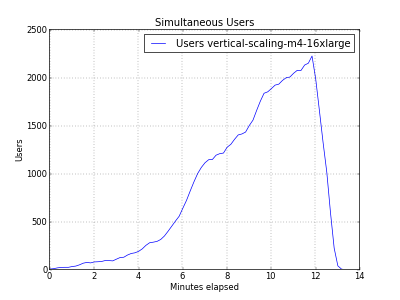 Simultaneous Users
Users vertical-scaling-m4-16xlarge
2500
2000
1500
1000
500
0
Users
0 2 4 6 8 10 12 14
Minutes elapsed